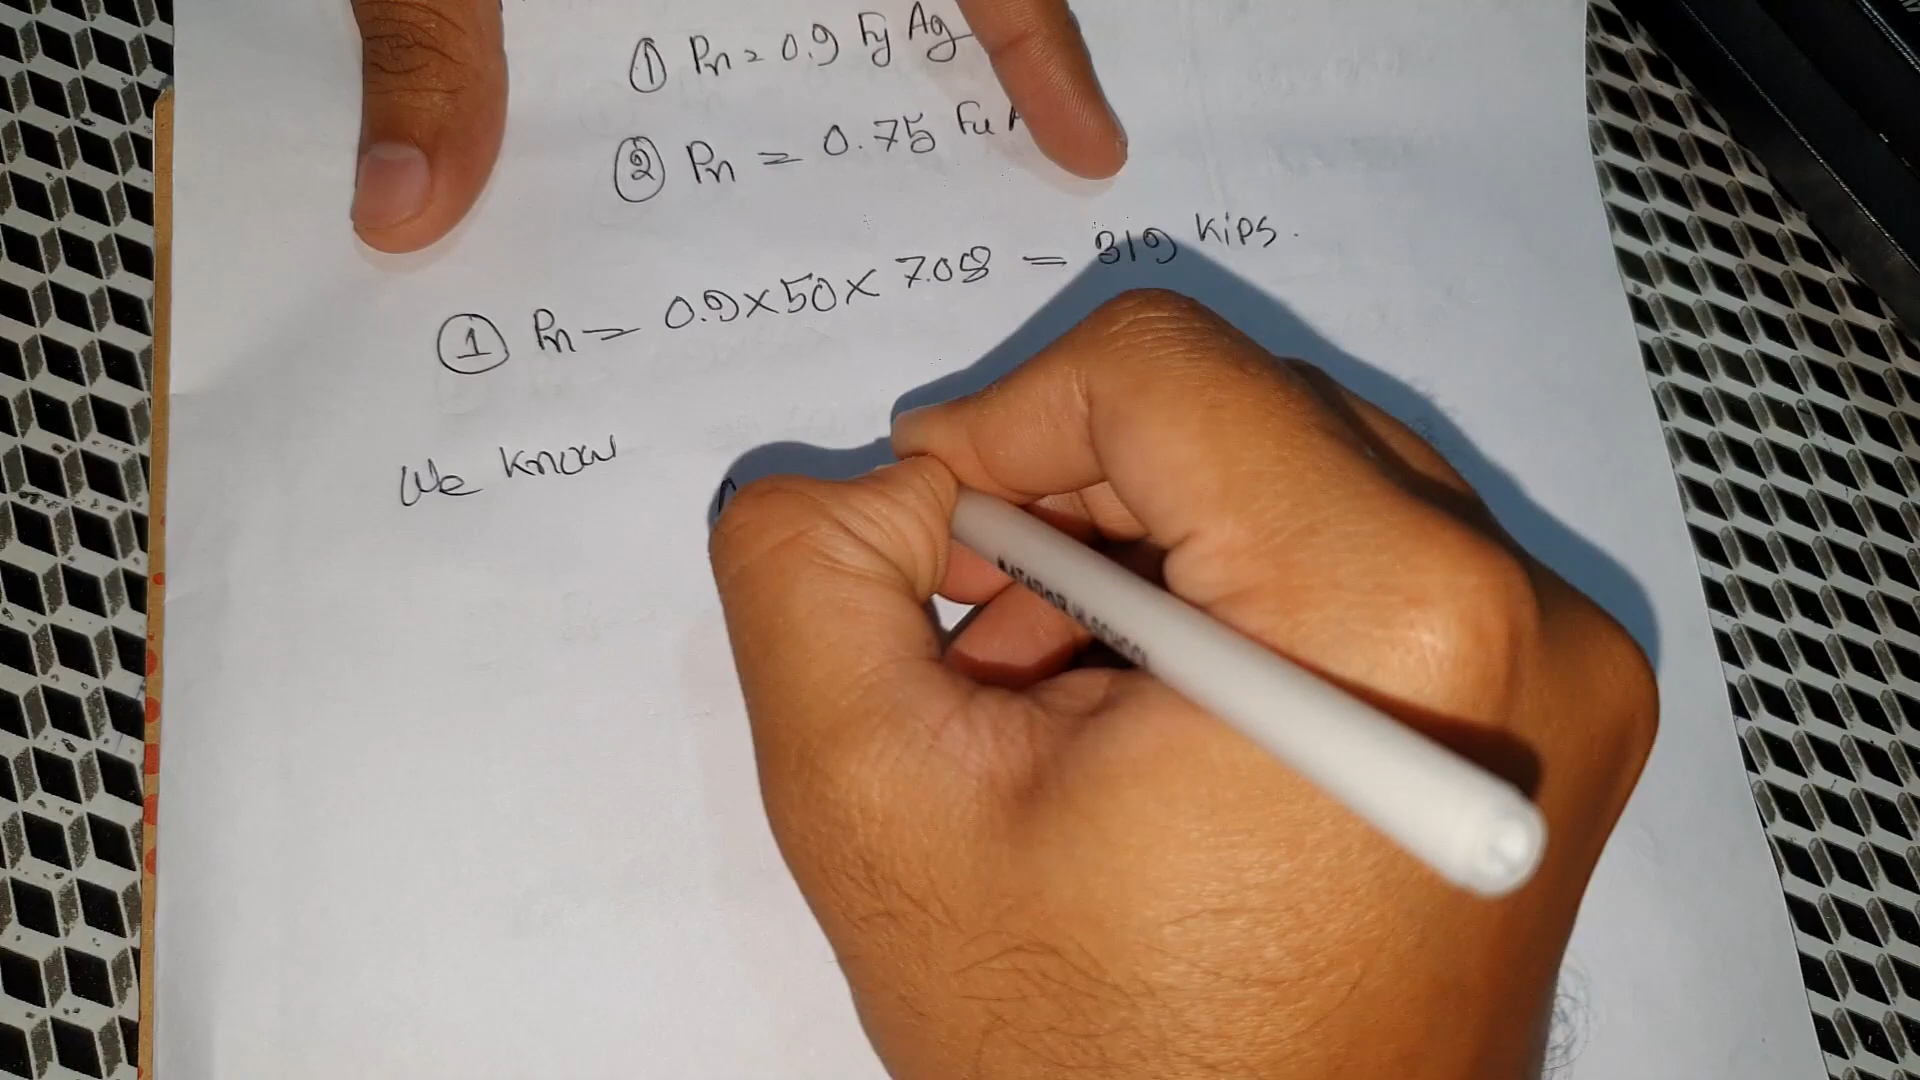 ① Pn = 0.9 Fy Ag
② Pn = 0.75 Fu
① Pn = 0.9×50×7.08 = 319 kips.
We know
MATADOR